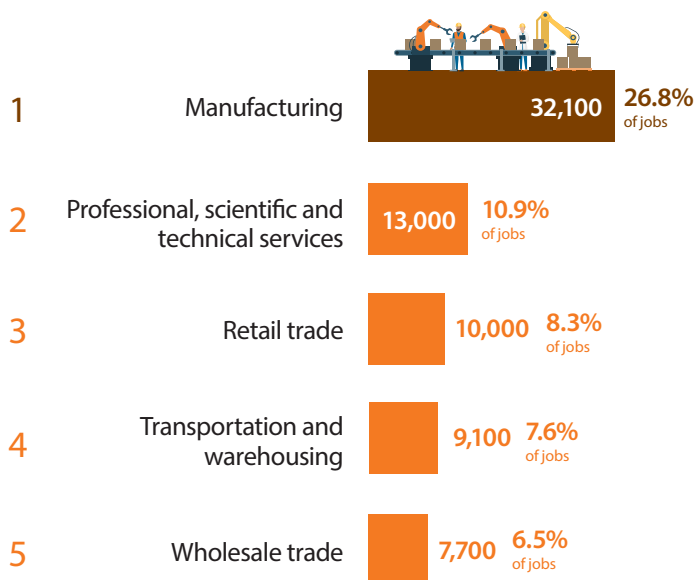 1
Manufacturing
32,100
26.8%
of jobs
2
Professional, scientific and
technical services
13,000
10.9%
of jobs
3
Retail trade
10,000
8.3%
of jobs
4
Transportation and
warehousing
9,100
7.6%
of jobs
5
Wholesale trade
7,700
6.5%
of jobs